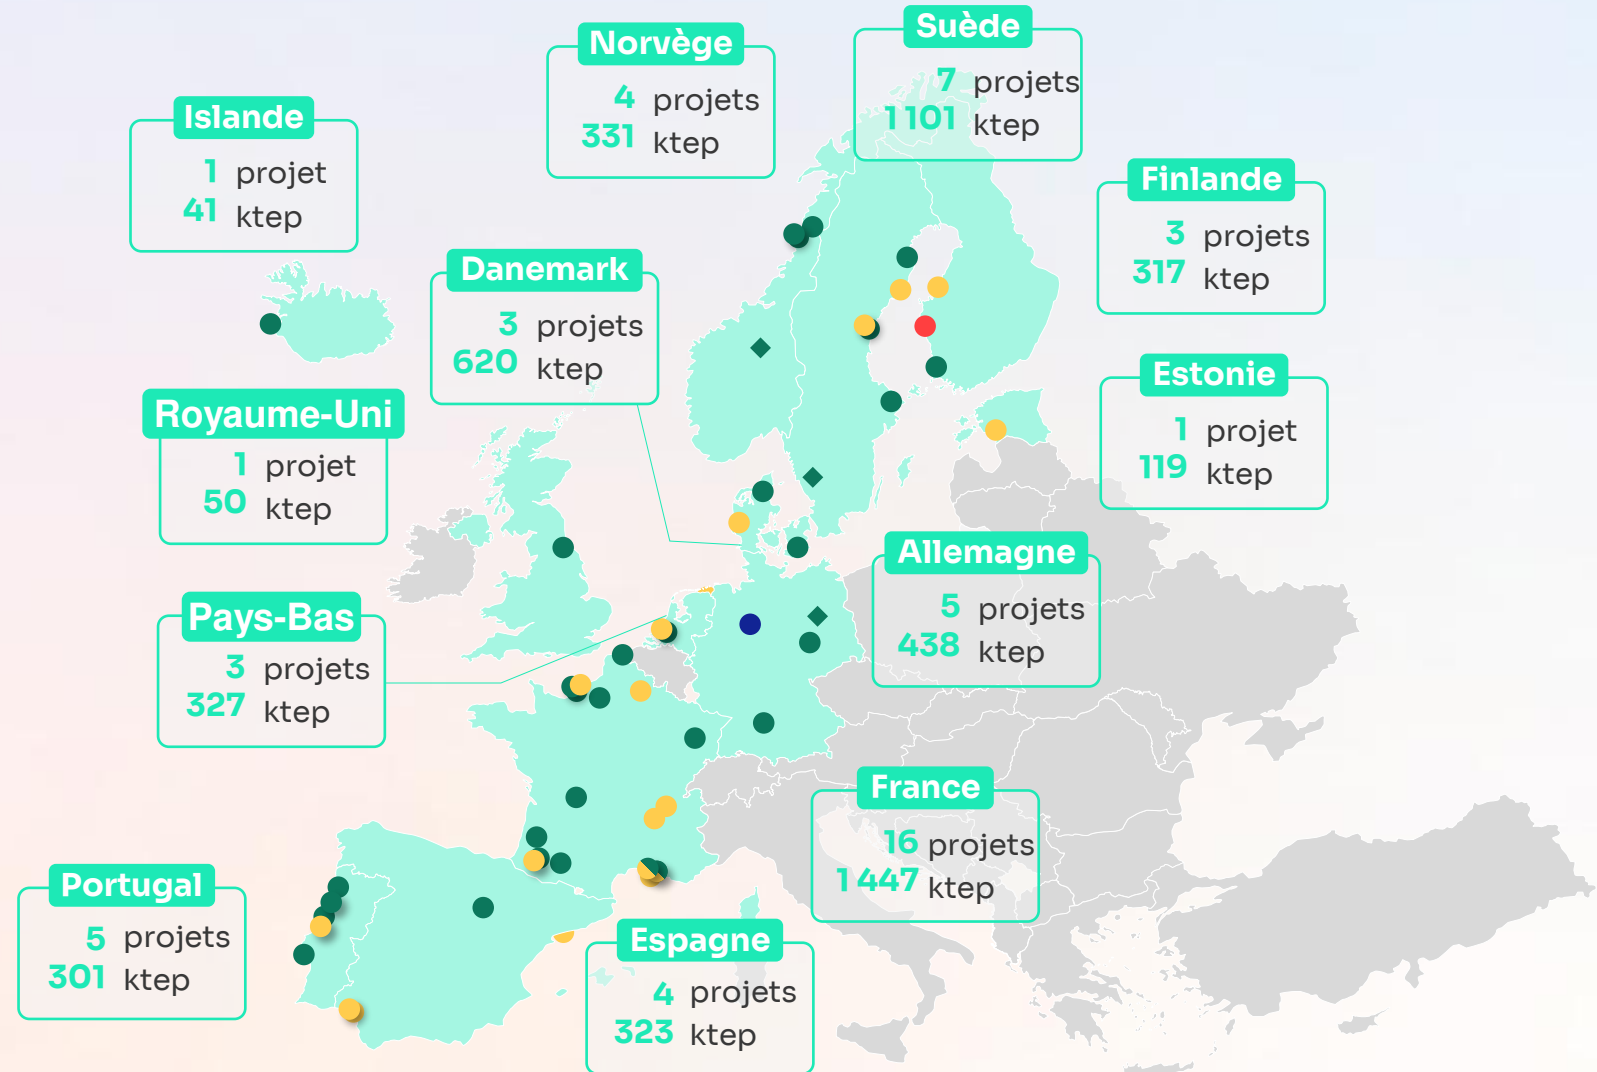 Norvège
4 projets
331 ktep
Suède
7 projets
1 101 ktep
Islande
1 projet
41 ktep
Finlande
3 projets
317 ktep
Danemark
3 projets
620 ktep
Estonie
1 projet
119 ktep
Royaume-Uni
1 projet
50 ktep
Allemagne
5 projets
438 ktep
Pays-Bas
3 projets
327 ktep
France
16 projets
1 447 ktep
Portugal
5 projets
301 ktep
Espagne
4 projets
323 ktep